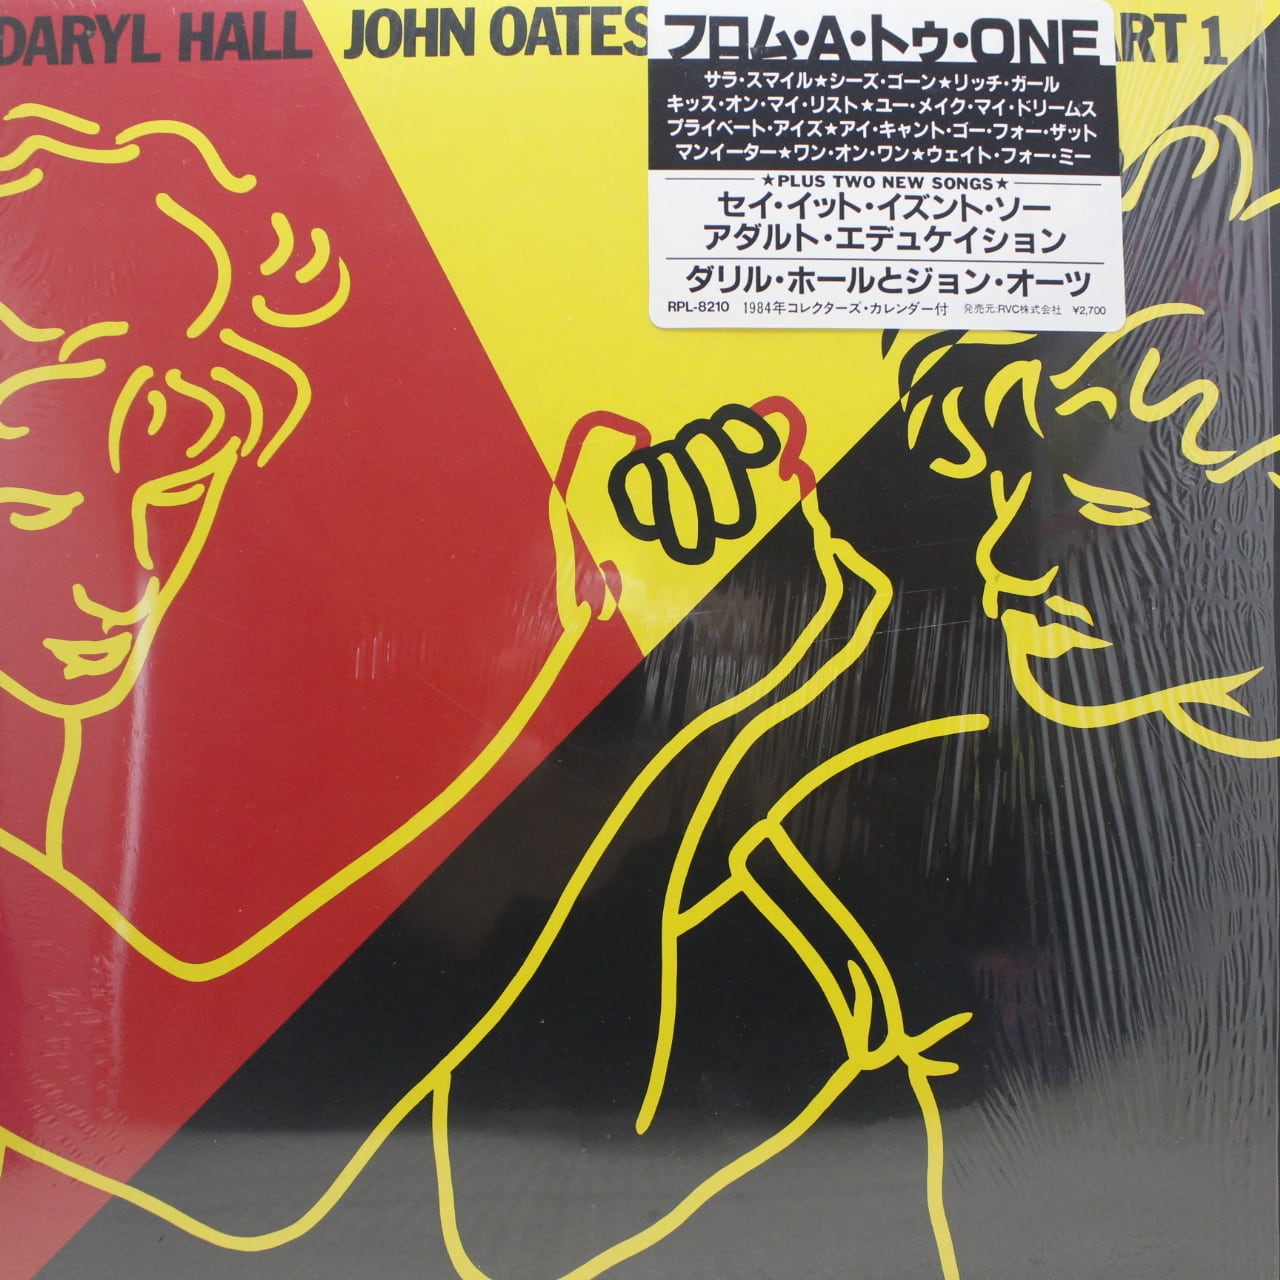 DARYL HALL JOHN OATES
ART 1
フロム・A・トゥ・ONE
サラ・スマイル★シーズ・ゴーン★リッチ・ガール
キッス・オン・マイ・リスト★ユー・メイク・マイ・ドリームス
プライベート・アイズ★アイ・キャント・ゴー・フォー・ザット
マンイーター★ワン・オン・ワン★ウェイト・フォー・ミー
★PLUS TWO NEW SONGS★
セイ・イット・イズント・ソー
アダルト・エデュケイション
ダリル・ホールとジョン・オーツ
RPL-8210 1984年コレクターズ・カレンダー付 発売元:RVC株式会社 ¥2,700